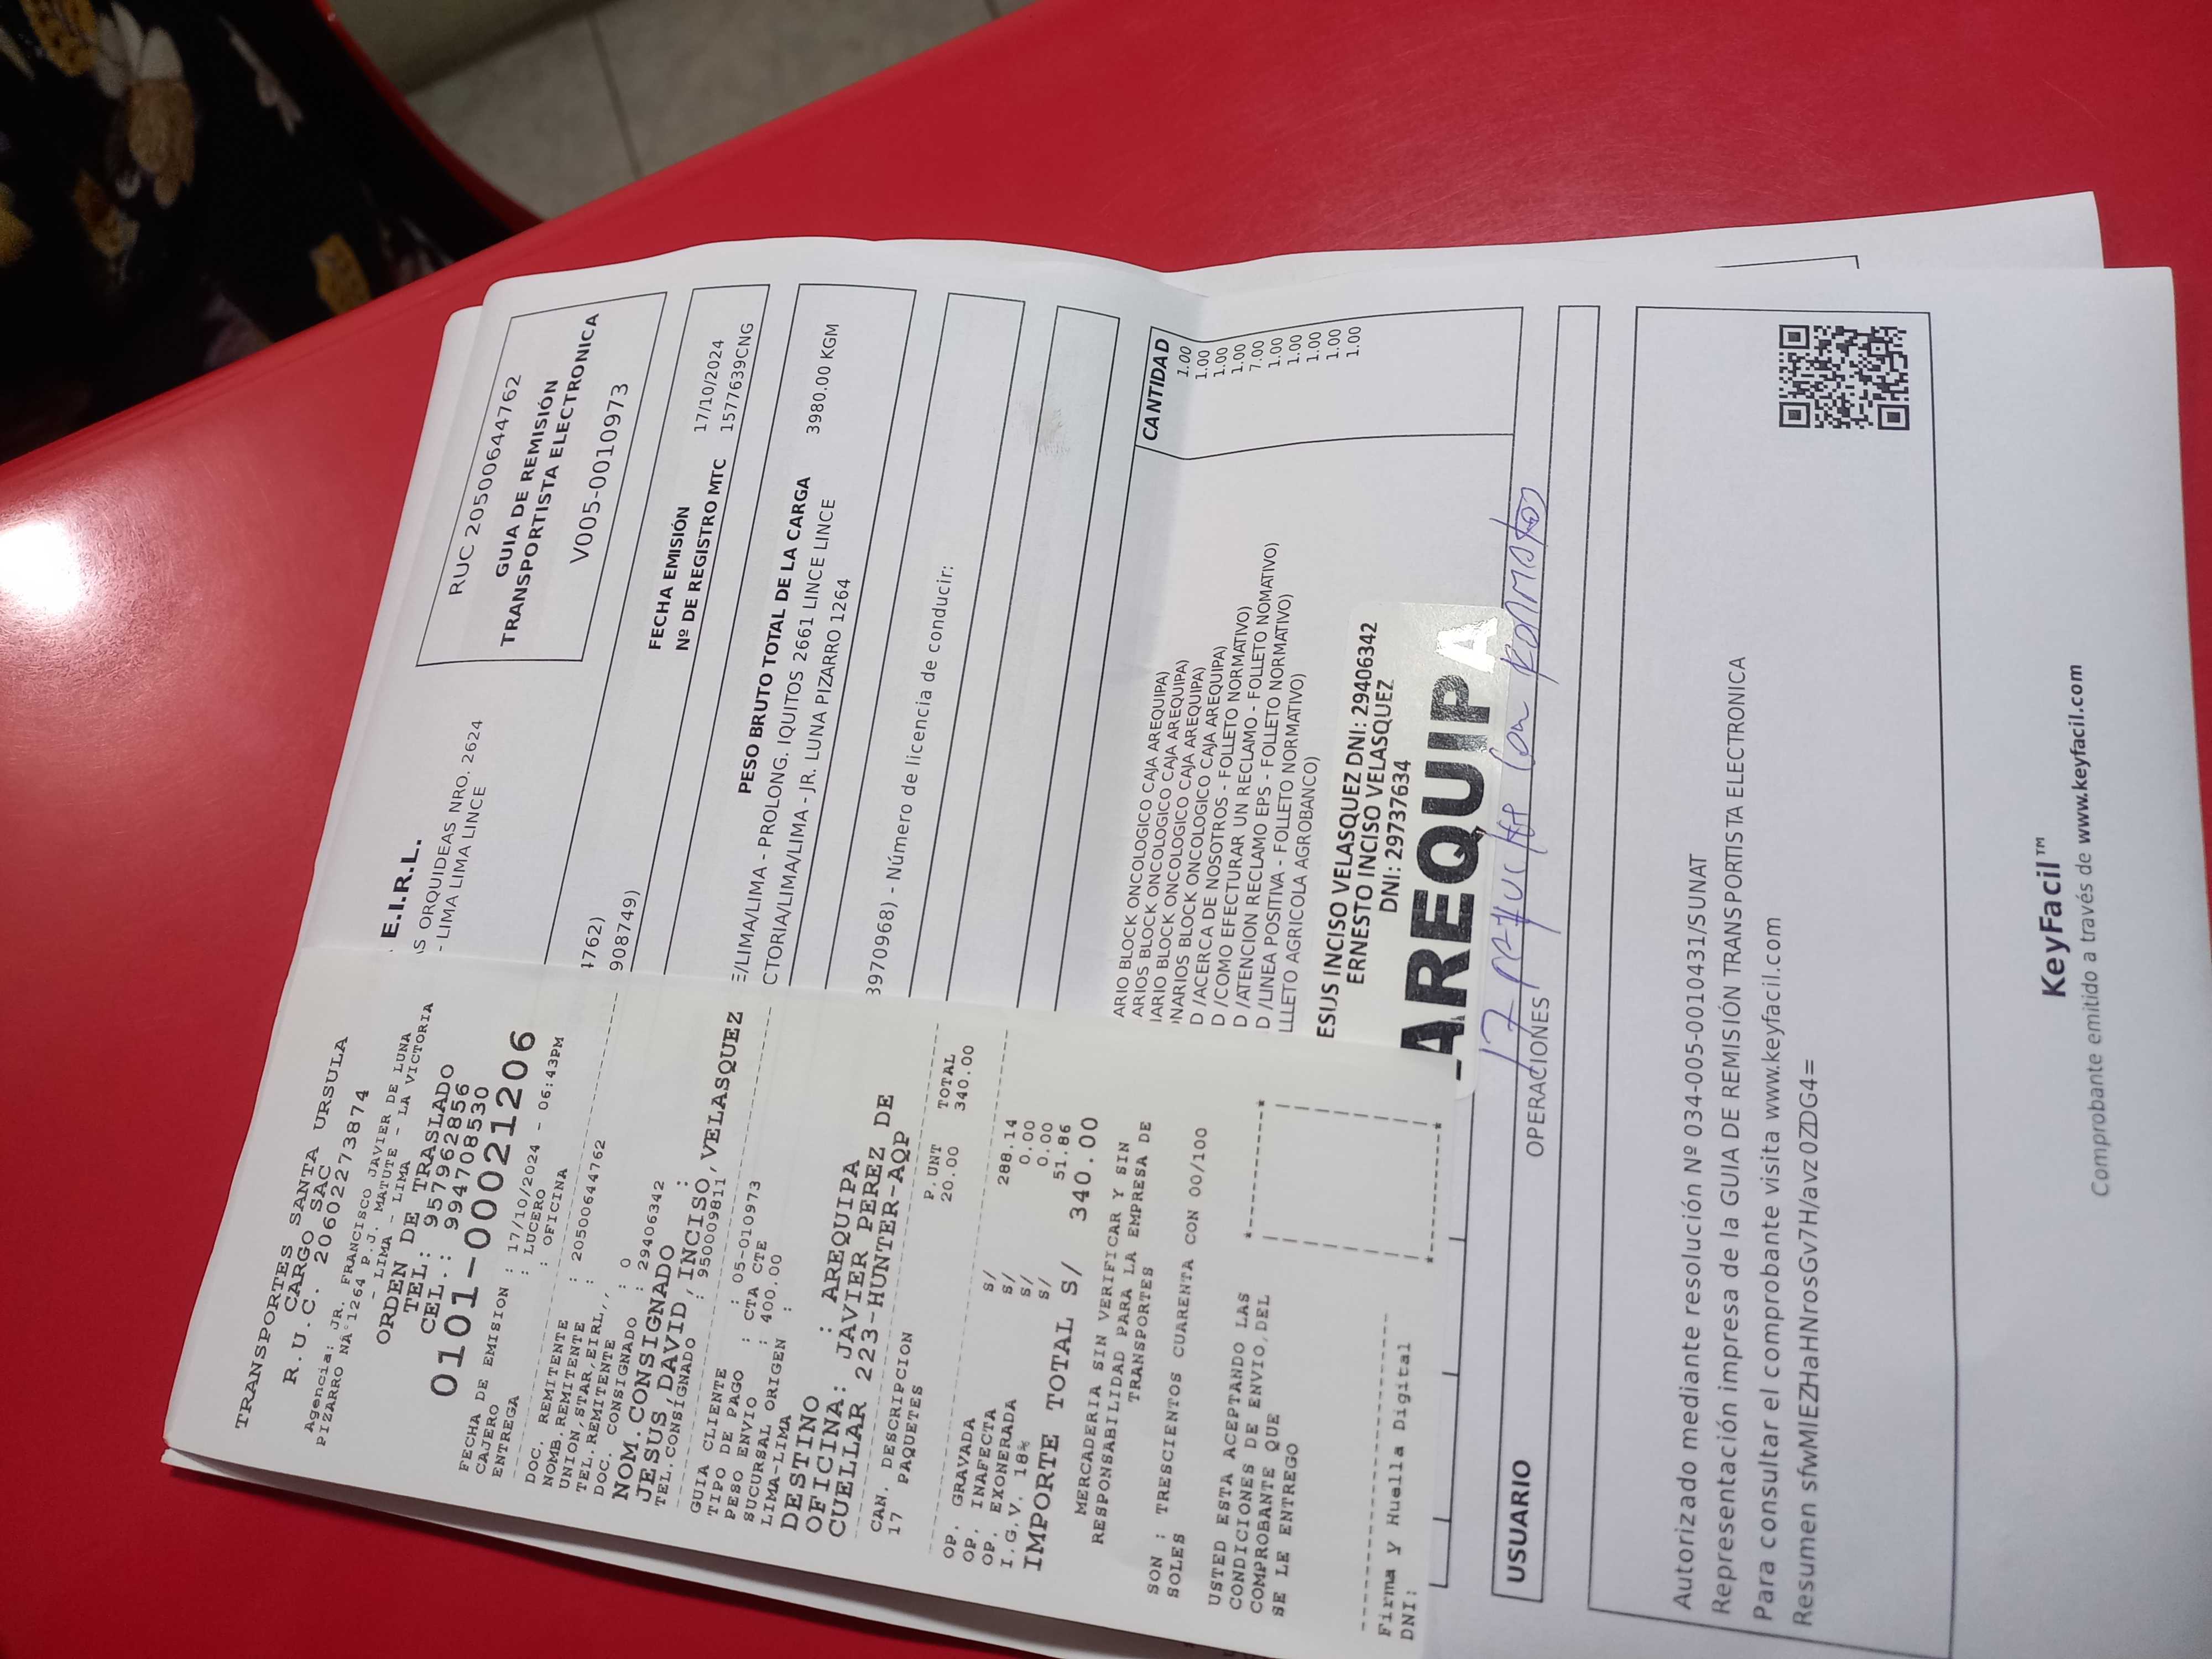 TRANSPORTES SANTA URSULA
CARGO SAC
R.U.C. 20602273874
Agencia: JR. FRANCISCO JAVIER DE LUNA
PIZARRO NA°1264 P.J. MATUTE - LA VICTORIA
- LIMA - LIMA
ORDEN DE TRASLADO
TEL: 957962856
CEL.: 994708530
0101-00021206
FECHA DE EMISION : 17/10/2024 - 06:43PM
CAJERO : LUCERO
ENTREGA : OFICINA
DOC. REMITENTE : 20500644762
NOMB.REMITENTE :
UNION,STAR,EIRL,,
TEL.REMITENTE :
DOC. CONSIGNADO : 29406342
NOM.CONSIGNADO :
JESUS,DAVID,INCISO,VELASQUEZ
TEL.CONSIGNADO : 950009811
GUIA CLIENTE : 05-010973
TIPO DE PAGO : CTA CTE
PESO ENVIO : 400.00
SUCURSAL ORIGEN :
LIMA-LIMA
DESTINO : AREQUIPA
OFICINA: JAVIER PEREZ DE
CUELLAR 223-HUNTER-AQP
CAN. DESCRIPCION P.UNT TOTAL
17 PAQUETES 20.00 340.00
OP. GRAVADA S/ 288.14
OP. INAFECTA S/ 0.00
OP. EXONERADA S/ 0.00
I.G.V. 18% S/ 51.86
IMPORTE TOTAL S/ 340.00
MERCADERIA SIN VERIFICAR Y SIN
RESPONSABILIDAD PARA LA EMPRESA DE
TRANSPORTES
SON : TRESCIENTOS CUARENTA CON 00/100
SOLES
USTED ESTA ACEPTANDO LAS
CONDICIONES DE ENVIO,DEL
COMPROBANTE QUE
SE LE ENTREGO
Firma y Huella Digital
DNI:
E.I.R.L.
AS ORQUIDEAS NRO. 2624
- LIMA LIMA LINCE
RUC 20500644762
GUIA DE REMISIÓN
TRANSPORTISTA ELECTRONICA
V005-0010973
4762)
908749)
FECHA EMISIÓN 17/10/2024
Nº DE REGISTRO MTC 1577639CNG
PESO BRUTO TOTAL DE LA CARGA 3980.00 KGM
E/LIMA/LIMA - PROLONG. IQUITOS 2661 LINCE LINCE
CTORIA/LIMA/LIMA - JR. LUNA PIZARRO 1264
3970968) - Número de licencia de conducir:
CANTIDAD
ARIO BLOCK ONCOLOGICO CAJA AREQUIPA) 1.00
ARIOS BLOCK ONCOLOGICO CAJA AREQUIPA) 1.00
IARIO BLOCK ONCOLOGICO CAJA AREQUIPA) 1.00
NARIOS BLOCK ONCOLOGICO CAJA AREQUIPA) 1.00
D /ACERCA DE NOSOTROS - FOLLETO NORMATIVO) 7.00
D /COMO EFECTURAR UN RECLAMO - FOLLETO NOMATIVO) 1.00
D /ATENCION RECLAMO EPS - FOLLETO NORMATIVO) 1.00
D /LINEA POSITIVA - FOLLETO NORMATIVO) 1.00
LLLETO AGRICOLA AGROBANCO) 1.00
1.00
ESUS INCISO VELASQUEZ DNI: 29406342
ERNESTO INCISO VELASQUEZ
DNI: 29737634
AREQUIPA
17
USUARIO OPERACIONES
Autorizado mediante resolución Nº 034-005-0010431/SUNAT
Representación impresa de la GUIA DE REMISIÓN TRANSPORTISTA ELECTRONICA
Para consultar el comprobante visita www.keyfacil.com
Resumen sfwMIEZHaHNrosGv7H/avz0ZDG4=
KeyFacil™
Comprobante emitido a través de www.keyfacil.com